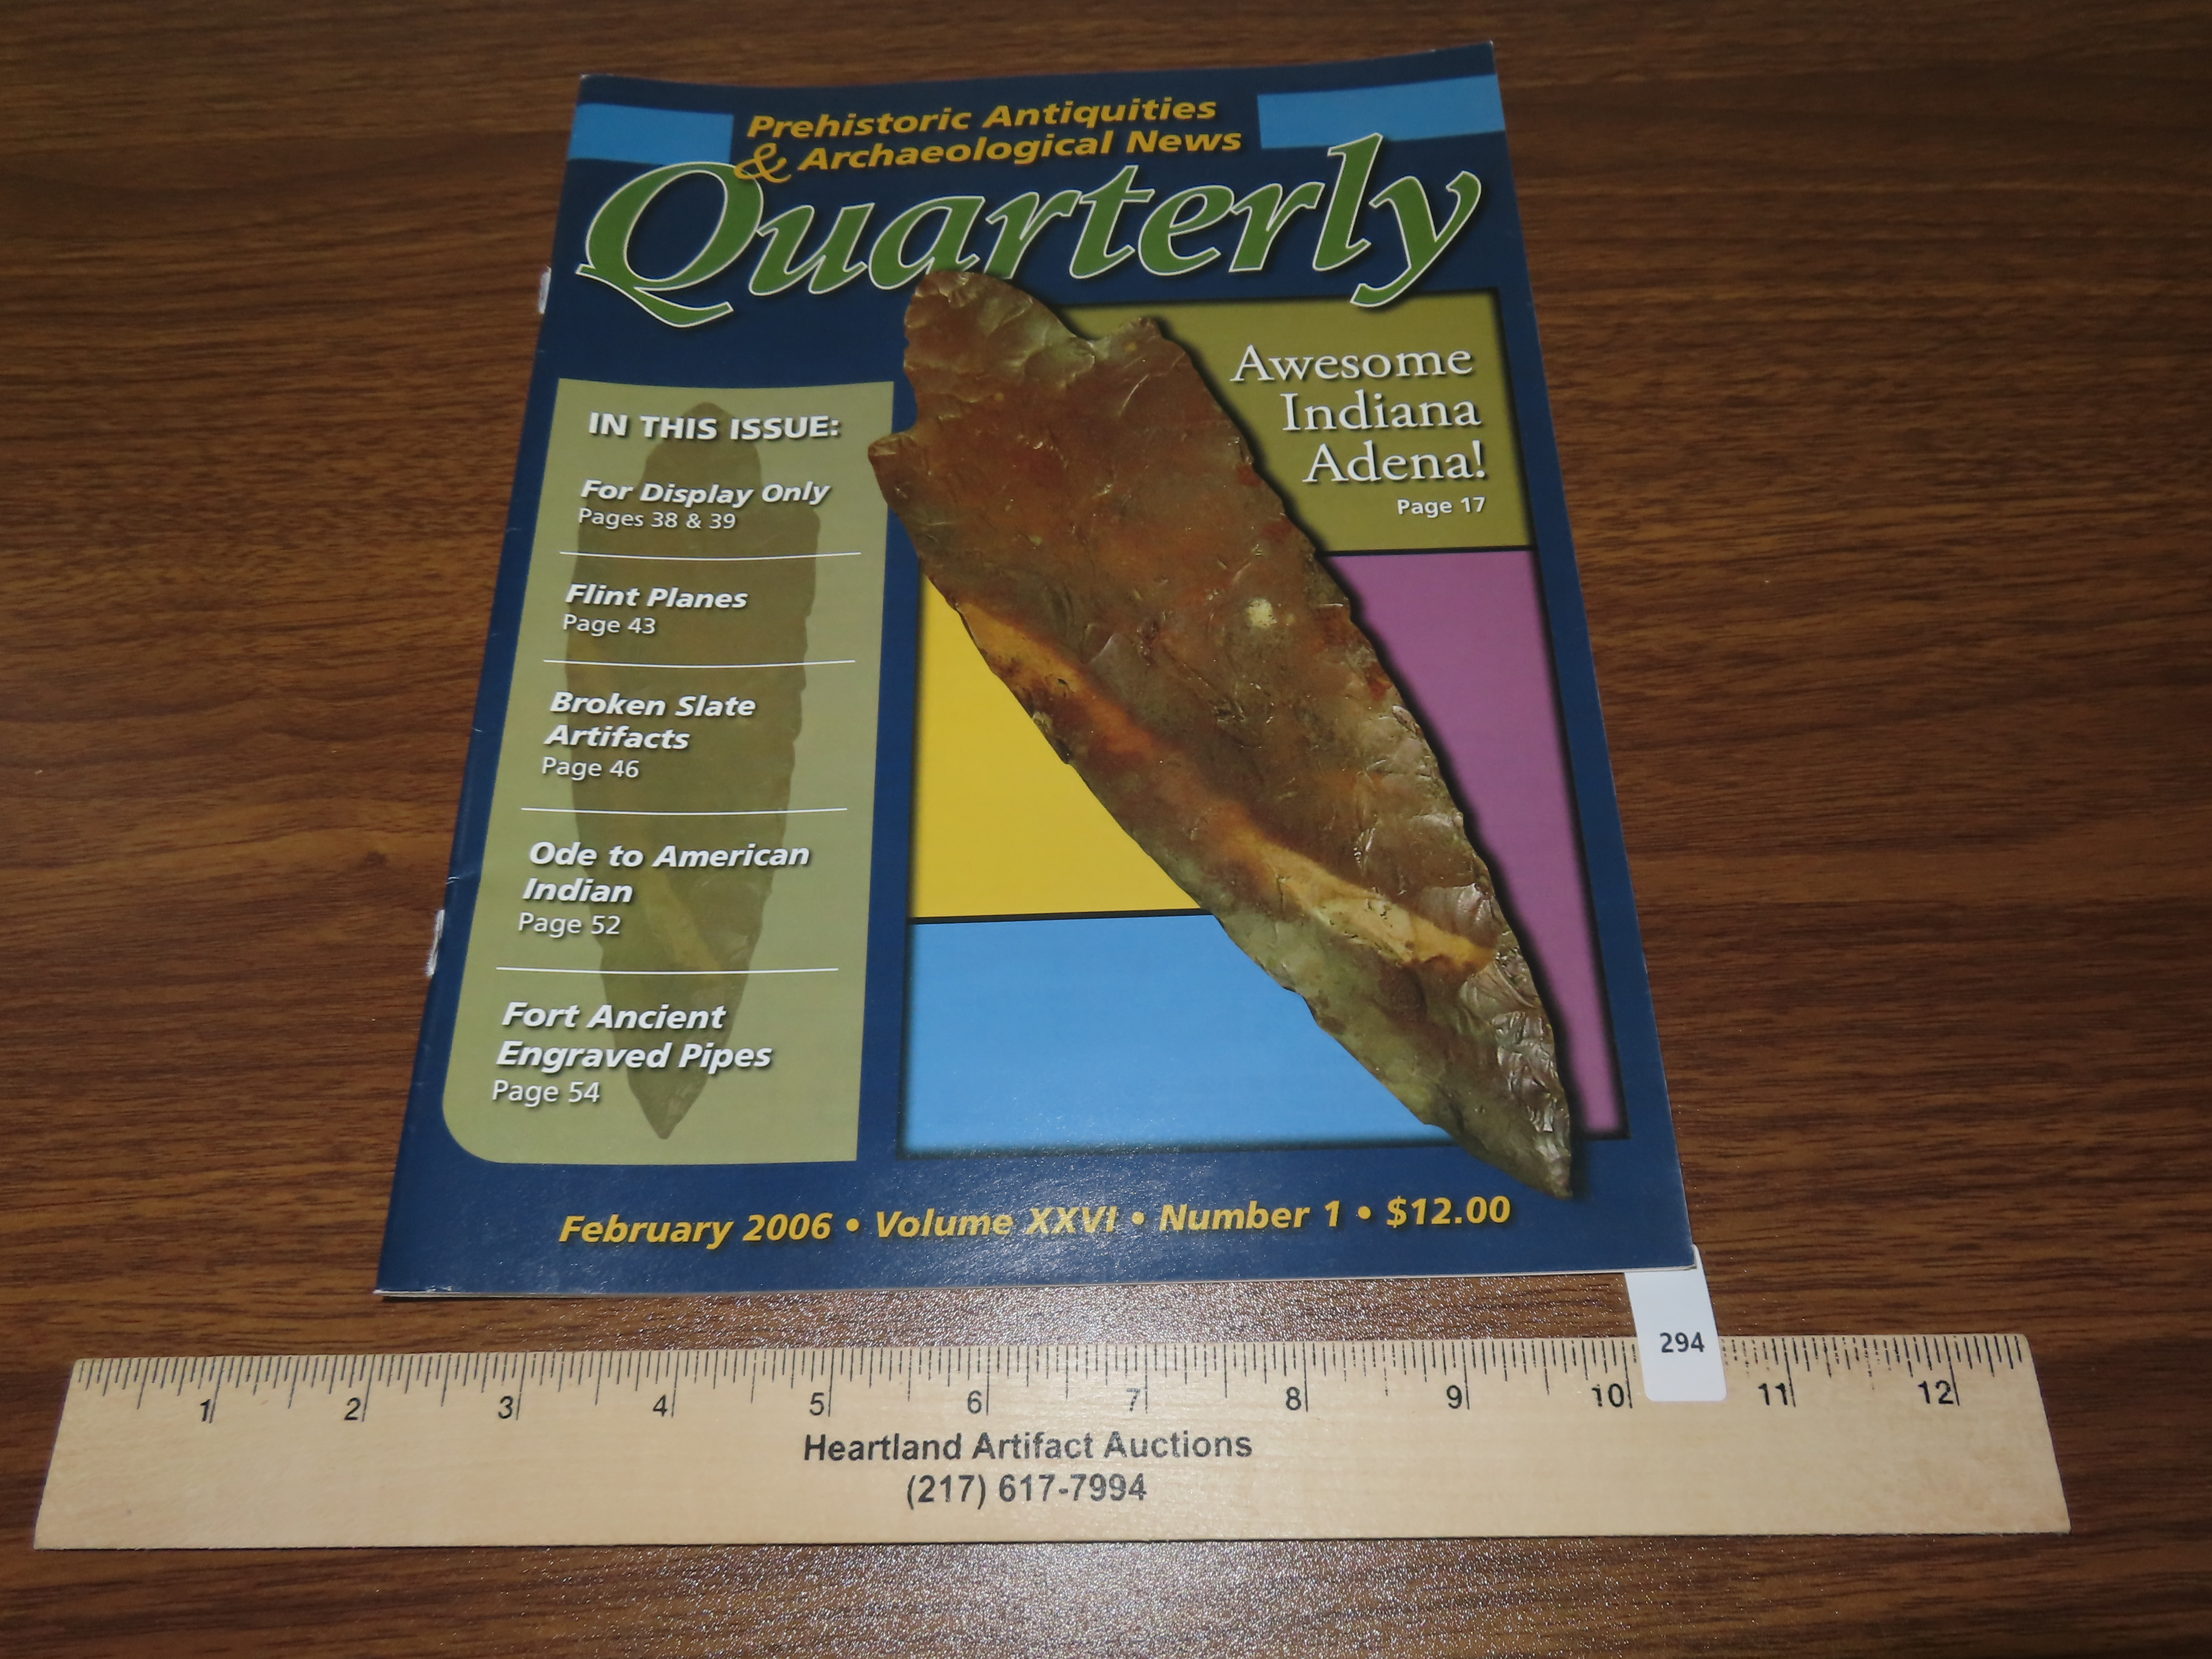 Prehistoric Antiquities
& Archaeological News
Quarterly
Awesome
Indiana
Adena!
Page 17
IN THIS ISSUE:
For Display Only
Pages 38 & 39
Flint Planes
Page 43
Broken Slate
Artifacts
Page 46
Ode to American
Indian
Page 52
Fort Ancient
Engraved Pipes
Page 54
February 2006 • Volume XXVI • Number 1 • $12.00
294
1 2 3 4 5 6 7 8 9 10 11 12
Heartland Artifact Auctions
(217) 617-7994